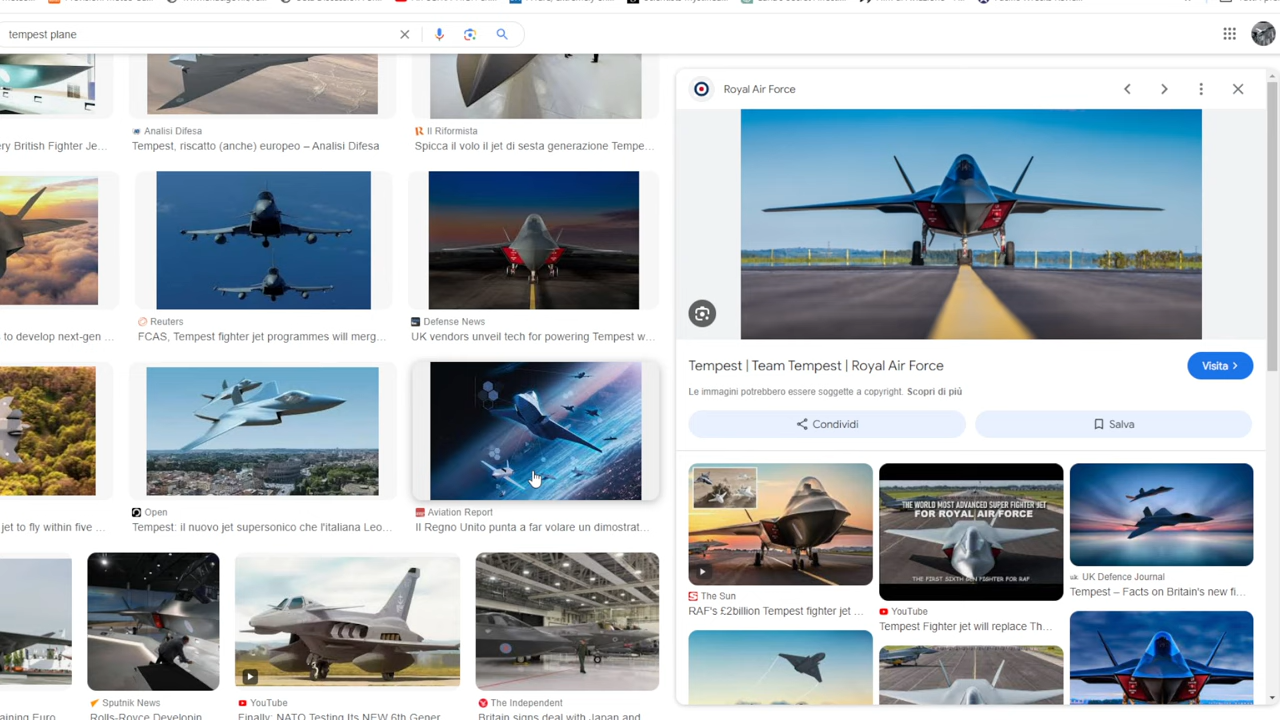 tempest plane
Analisi Difesa
Il Riformista
ery British Fighter Je...
Tempest, riscatto (anche) europeo – Analisi Difesa
Spicca il volo il jet di sesta generazione Tempe...
Reuters
Defense News
s to develop next-gen ...
FCAS, Tempest fighter jet programmes will merg...
UK vendors unveil tech for powering Tempest w...
Open
Aviation Report
jet to fly within five ...
Tempest: il nuovo jet supersonico che l'italiana Leo...
Il Regno Unito punta a far volare un dimostrat...
Sputnik News
YouTube
The Independent
aining Euro
Rolls-Royce Developin
Finally: NATO Testing Its NEW 6th Gener
Britain signs deal with Japan and
Royal Air Force
Tempest | Team Tempest | Royal Air Force
Visita
Le immagini potrebbero essere soggette a copyright. Scopri di più
Condividi
Salva
THE WORLD MOST ADVANCED SUPER FIGHTER JET
FOR ROYAL AIR FORCE
THE FIRST SIXTH GEN FIGHTER FOR RAF
The Sun
RAF's £2billion Tempest fighter jet ...
YouTube
Tempest Fighter jet will replace Th...
UK Defence Journal
Tempest – Facts on Britain's new fi...